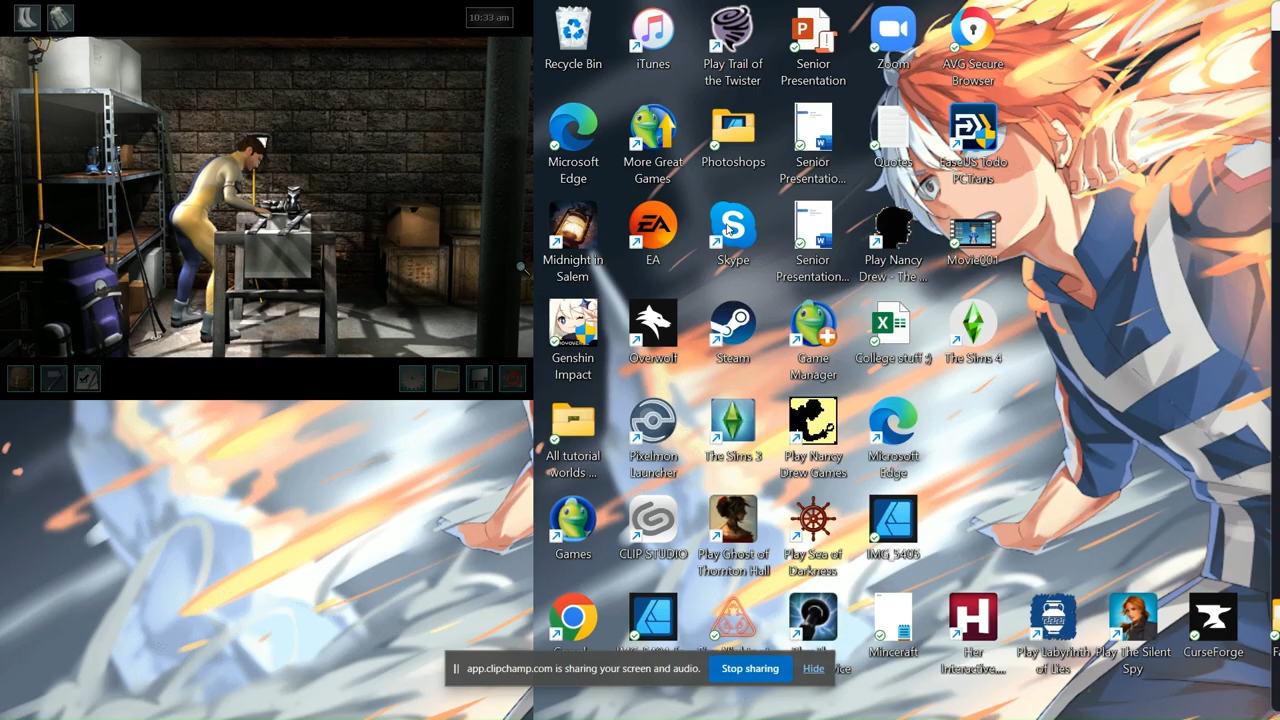 10:33 am
Recycle Bin
iTunes
Play Trail of
the Twister
Senior
Presentation
Zoom
AVG Secure
Browser
Microsoft
Edge
More Great
Games
Photoshops
Senior
Presentatio...
Quotes
EaseUS Todo
PCTrans
Midnight in
Salem
EA
Skype
Senior
Presentation...
Play Nancy
Drew - The ...
Movie001
Genshin
Impact
Overwolf
Steam
Game
Manager
College stuff :)
The Sims 4
All tutorial
worlds ...
Pixelmon
Launcher
The Sims 3
Play Nancy
Drew Games
Microsoft
Edge
Games
CLIP STUDIO
Play Ghost of
Thornton Hall
Play Sea of
Darkness
IMG_5405
Minceraft
Her
Interactive....
Play Labyrinth
of Lies
Play The Silent
Spy
CurseForge
app.clipchamp.com is sharing your screen and audio.
Stop sharing
Hide